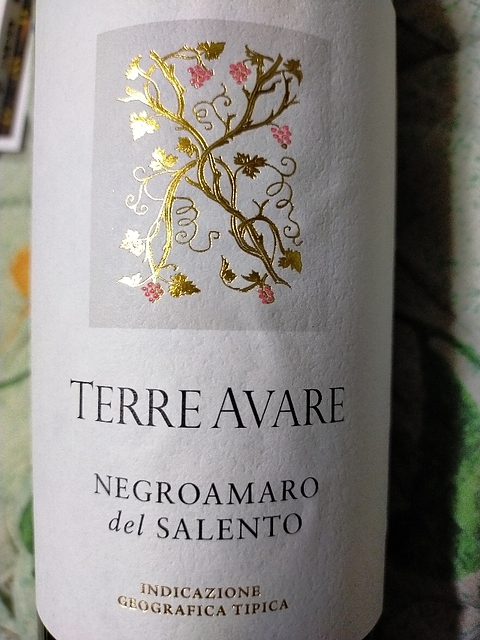 TERRE AVARE
NEGROAMARO
del SALENTO
INDICAZIONE
GEOGRAFICA TIPICA